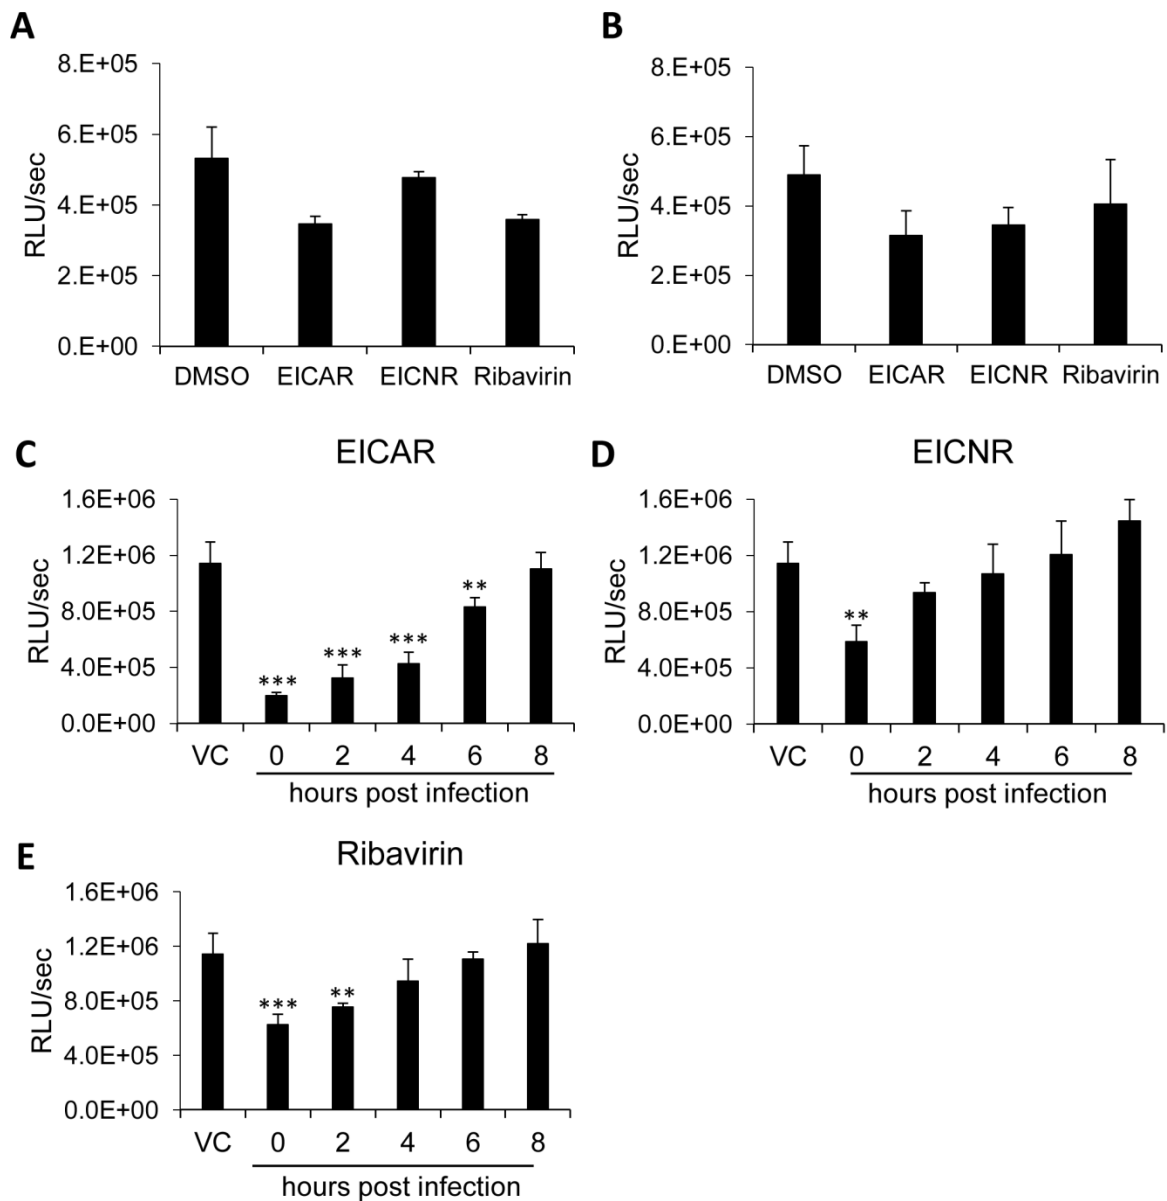 A
8.E+05
6.E+05
4.E+05
2.E+05
0.E+00
RLU/sec
DMSO EICAR EICNR Ribavirin
B
8.E+05
6.E+05
4.E+05
2.E+05
0.E+00
RLU/sec
DMSO EICAR EICNR Ribavirin
C
EICAR
1.6E+06
1.2E+06
8.0E+05
4.0E+05
0.0E+00
RLU/sec
***
***
***
**
VC 0 2 4 6 8
hours post infection
D
EICNR
1.6E+06
1.2E+06
8.0E+05
4.0E+05
0.0E+00
RLU/sec
**
VC 0 2 4 6 8
hours post infection
E
Ribavirin
1.6E+06
1.2E+06
8.0E+05
4.0E+05
0.0E+00
RLU/sec
***
**
VC 0 2 4 6 8
hours post infection